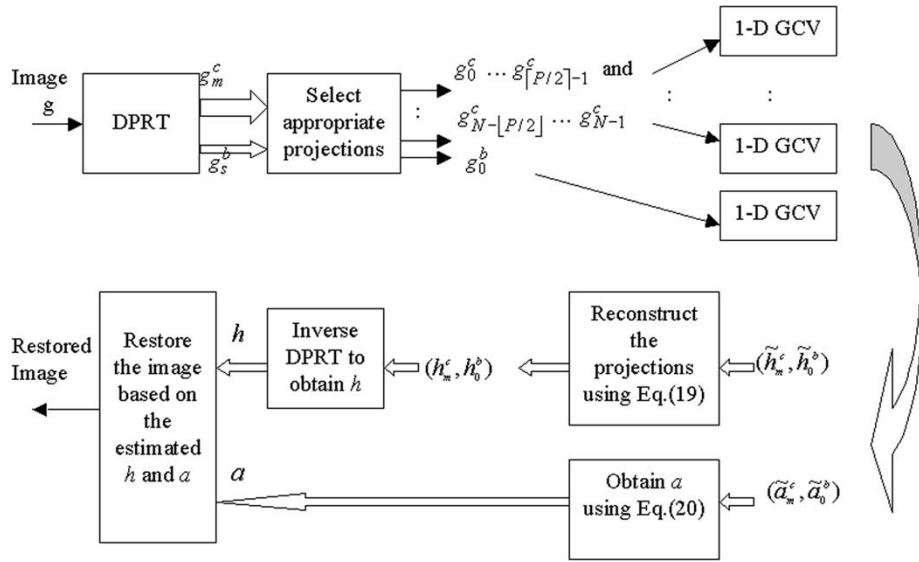 Image
g
DPRT
g_m^c
g_s^b
Select
appropriate
projections
:
g_0^c … g_{⌈P/2⌉-1}^c and
g_{N-⌊P/2⌋}^c … g_{N-1}^c
g_0^b
1-D GCV
: :
1-D GCV
1-D GCV
Restored
Image
Restore
the image
based on
the
estimated
h and a
h
Inverse
DPRT to
obtain h
(h_m^c, h_0^b)
Reconstruct
the
projections
using Eq.(19)
(h̃_m^c, h̃_0^b)
a
Obtain a
using Eq.(20)
(ã_m^c, ã_0^b)